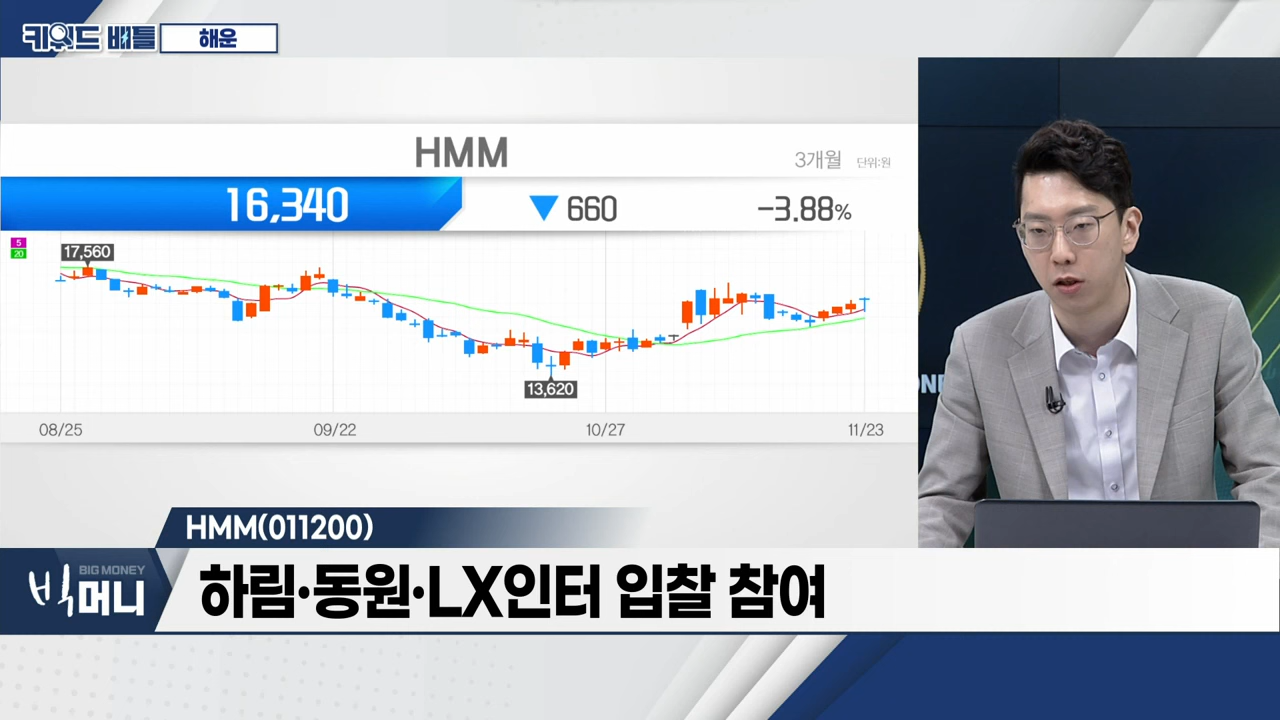 키워드 배틀 해운
HMM
3개월 단위:원
16,340 ▼ 660 -3.88%
5
20
17,560
13,620
08/25 09/22 10/27 11/23
HMM(011200)
BIG MONEY
빅머니
하림·동원·LX인터 입찰 참여